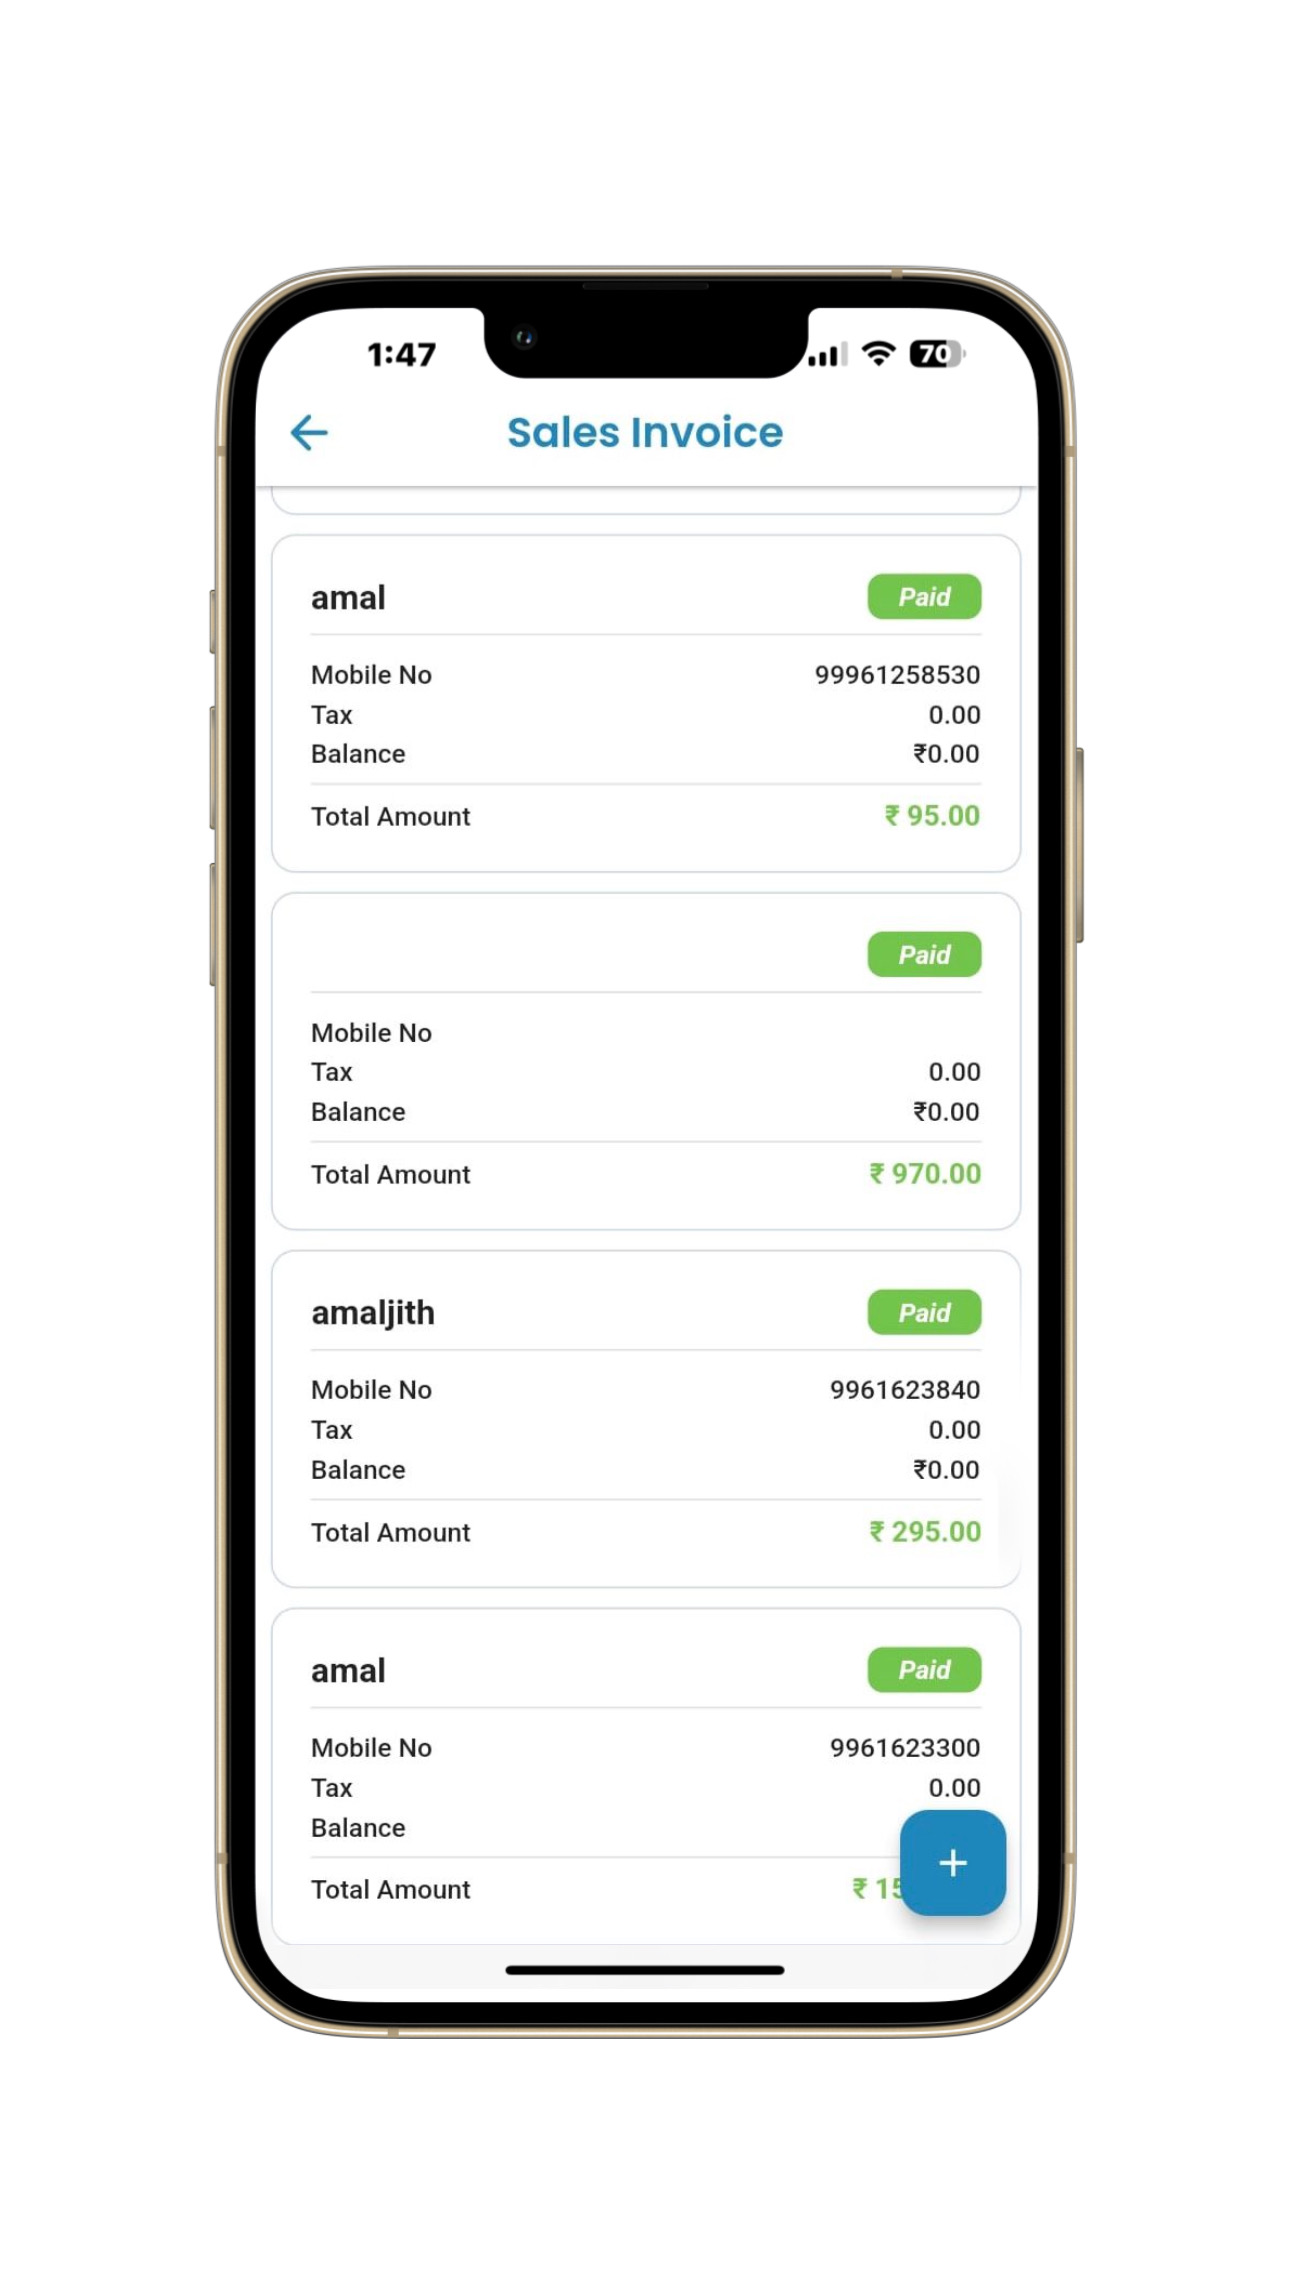 1:47
70
Sales Invoice
amal Paid
Mobile No 99961258530
Tax 0.00
Balance ₹0.00
Total Amount ₹ 95.00
Paid
Mobile No
Tax 0.00
Balance ₹0.00
Total Amount ₹ 970.00
amaljith Paid
Mobile No 9961623840
Tax 0.00
Balance ₹0.00
Total Amount ₹ 295.00
amal Paid
Mobile No 9961623300
Tax 0.00
Balance
+
Total Amount ₹